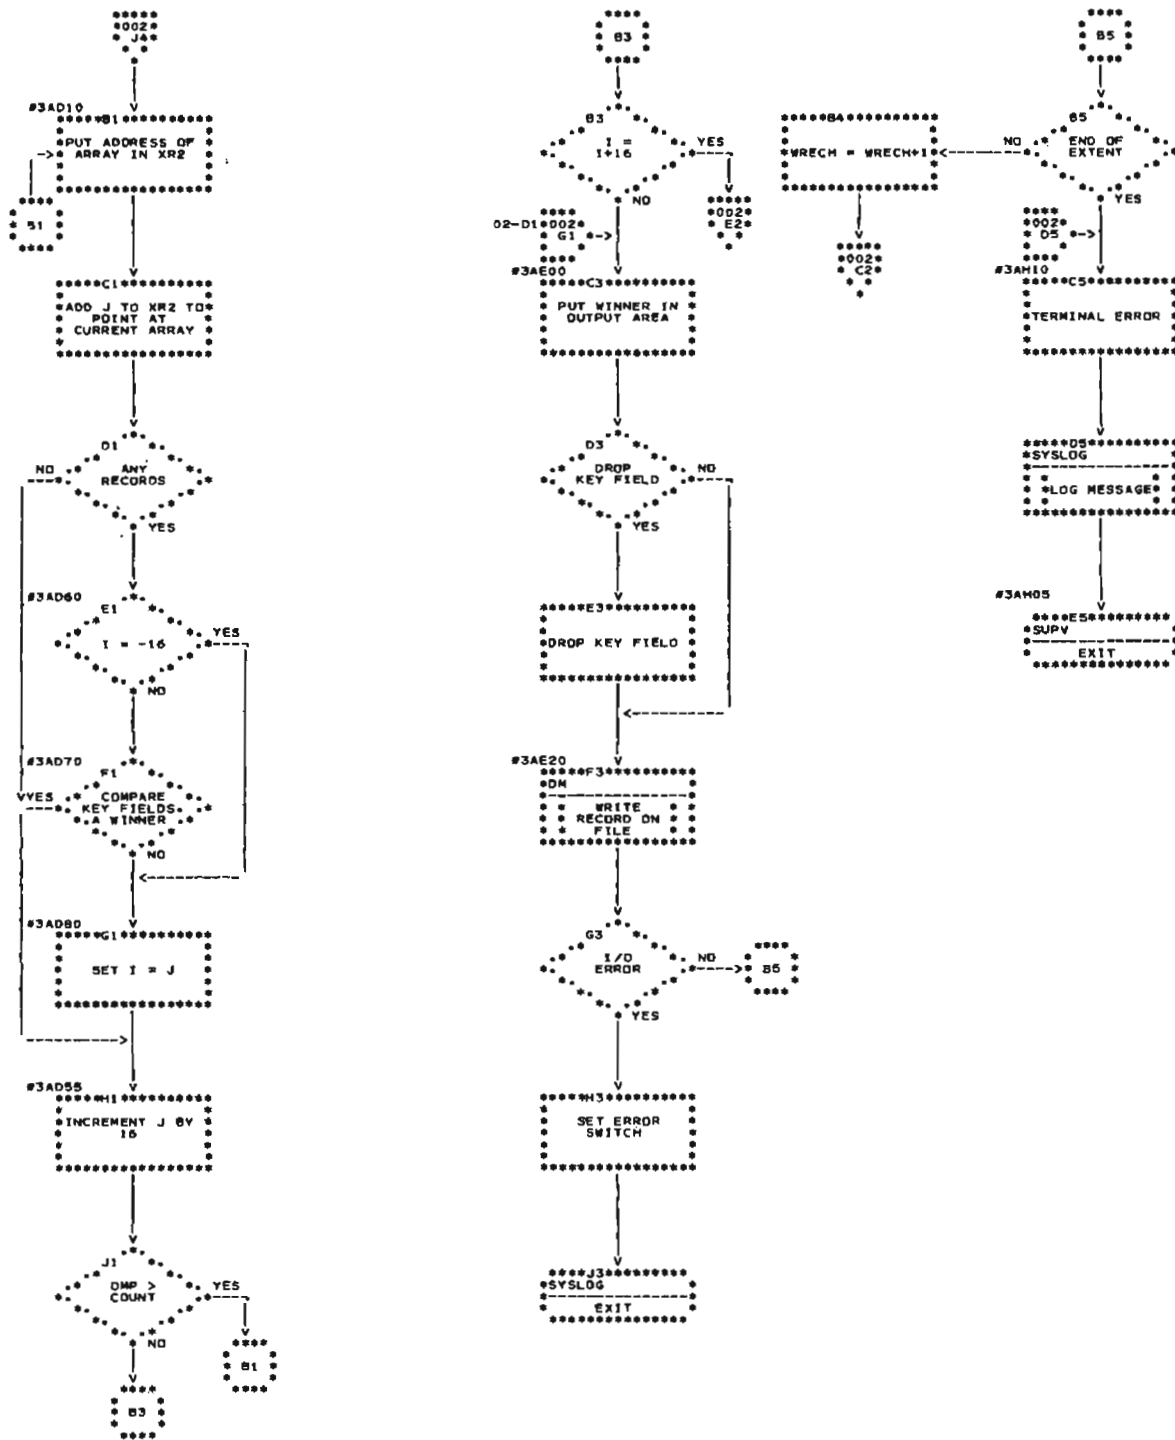 002
J4
#3AD10
B1
PUT ADDRESS OF
ARRAY IN XR2
B1
C1
ADD J TO XR2 TO
POINT AT
CURRENT ARRAY
D1
NO
ANY
RECORDS
YES
#3AD60
E1
I = -16
YES
NO
#3AD70
F1
YES
COMPARE
KEY FIELDS
A WINNER
NO
#3AD80
G1
SET I = J
#3AD55
H1
INCREMENT J BY
16
J1
DMP >
COUNT
YES
NO
B1
B3
B3
B3
I =
I+16
YES
NO
002
E2
02-D1
002
G1
#3AE00
C3
PUT WINNER IN
OUTPUT AREA
D3
DROP
KEY FIELD
NO
YES
E3
DROP KEY FIELD
#3AE20
F3
DM
WRITE
RECORD ON
FILE
G3
I/O
ERROR
NO
B5
YES
H3
SET ERROR
SWITCH
J3
SYSLOG
EXIT
B5
B5
END OF
EXTENT
NO
YES
B4
WRECH = WRECH+1
002
C2
002
D5
#3AH10
C5
TERMINAL ERROR
D5
SYSLOG
LOG MESSAGE
#3AH05
E5
SUPV
EXIT